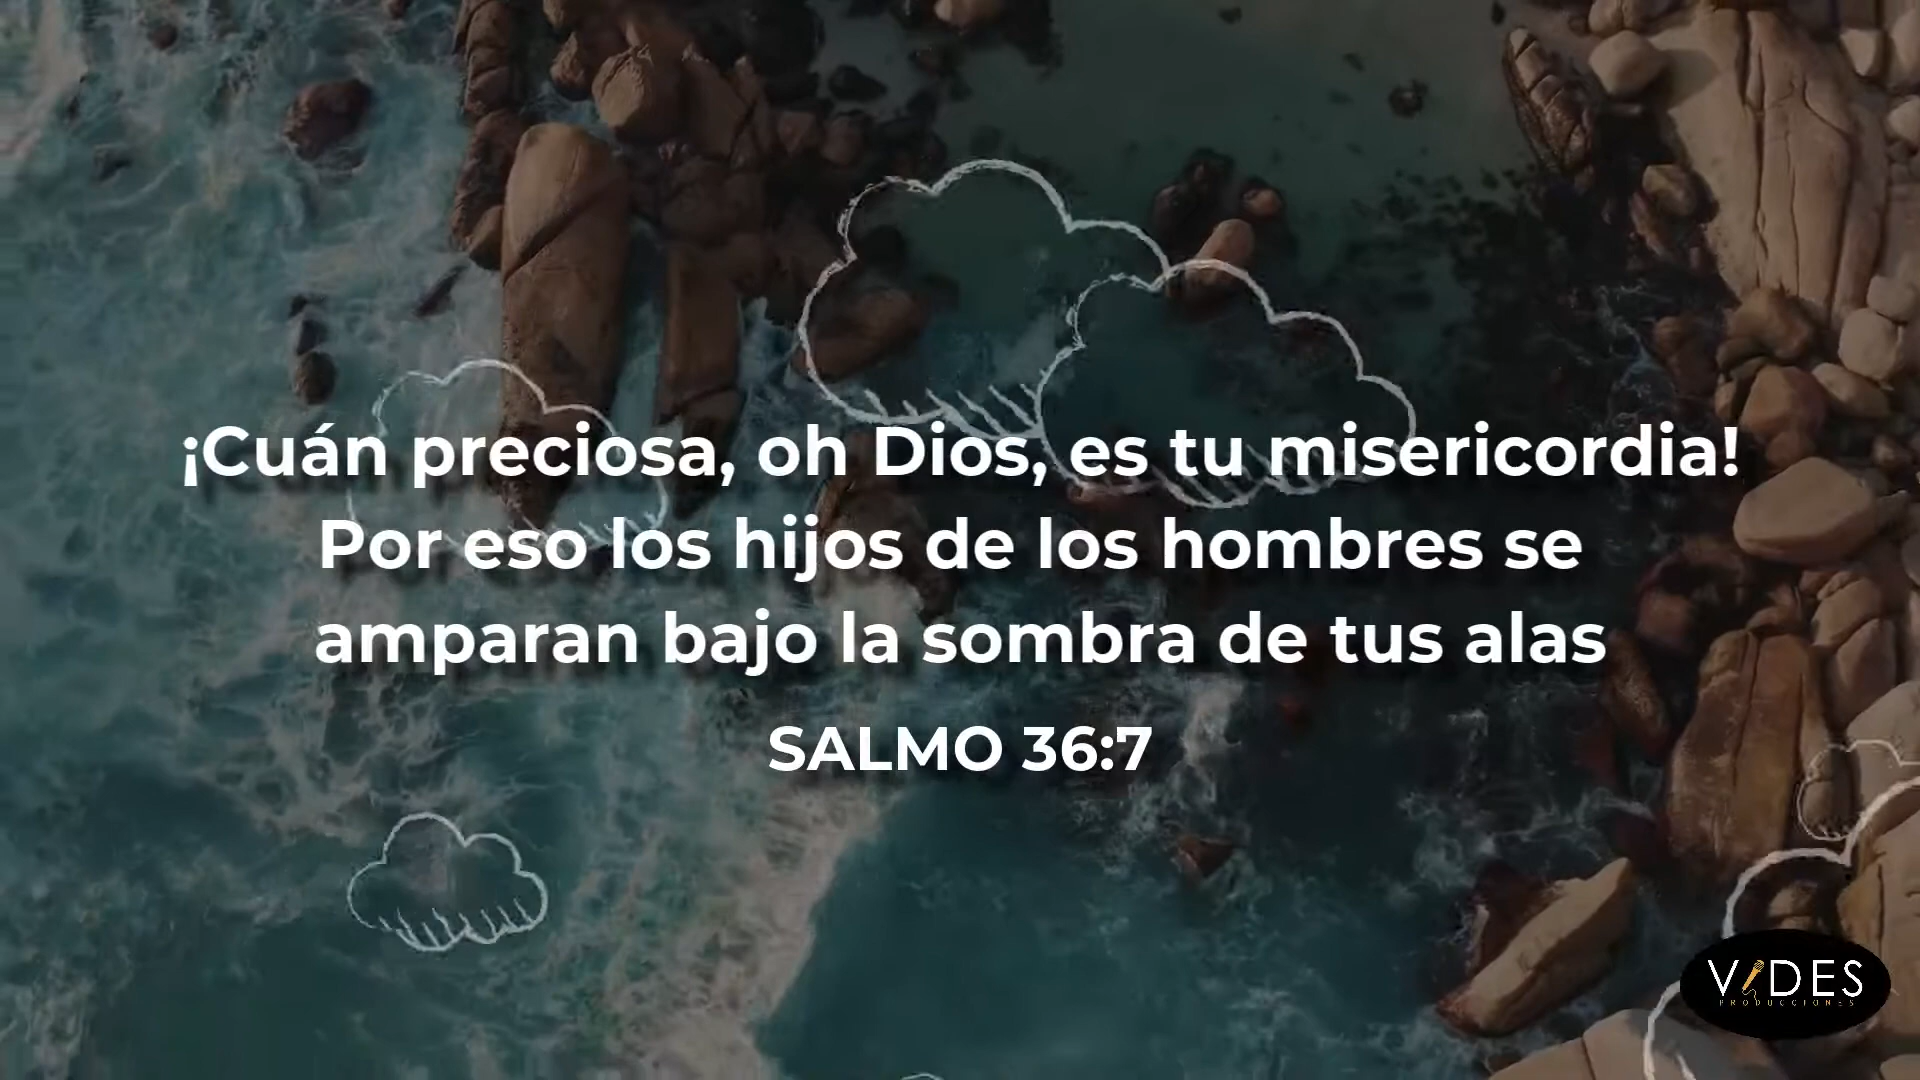 ¡Cuán preciosa, oh Dios, es tu misericordia!
Por eso los hijos de los hombres se
amparan bajo la sombra de tus alas
SALMO 36:7
VIDES
PRODUCCIONES